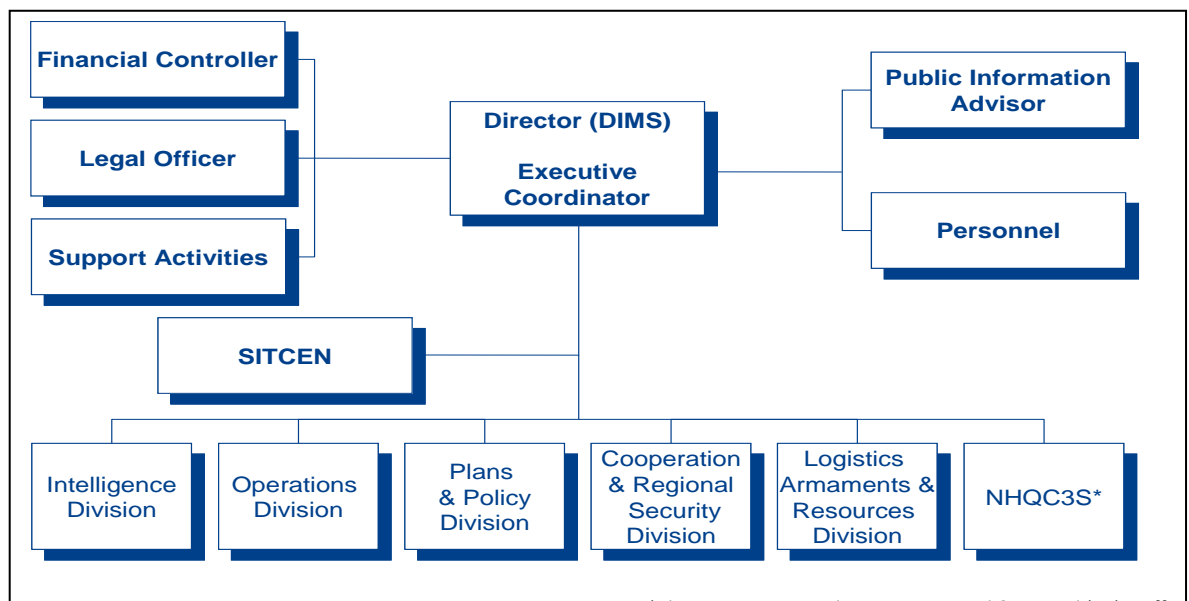 Financial Controller
Legal Officer
Support Activities
Director (DIMS)
Executive
Coordinator
Public Information
Advisor
Personnel
SITCEN
Intelligence
Division
Operations
Division
Plans
& Policy
Division
Cooperation
& Regional
Security
Division
Logistics
Armaments &
Resources
Division
NHQC3S*